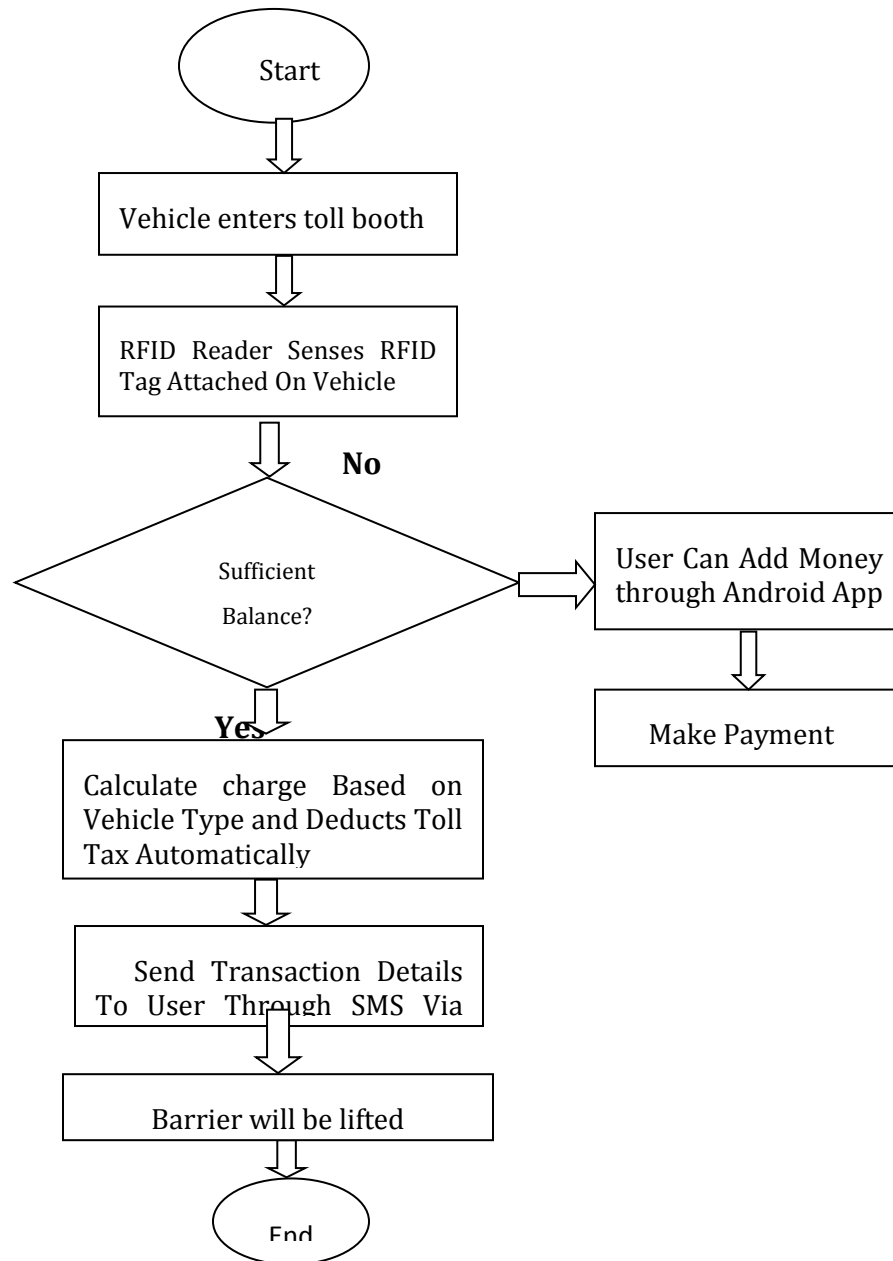 Start
Vehicle enters toll booth
RFID Reader Senses RFID
Tag Attached On Vehicle
No
Sufficient
Balance?
User Can Add Money
through Android App
Make Payment
Yes
Calculate charge Based on
Vehicle Type and Deducts Toll
Tax Automatically
Send Transaction Details
To User Through SMS Via
Barrier will be lifted
End